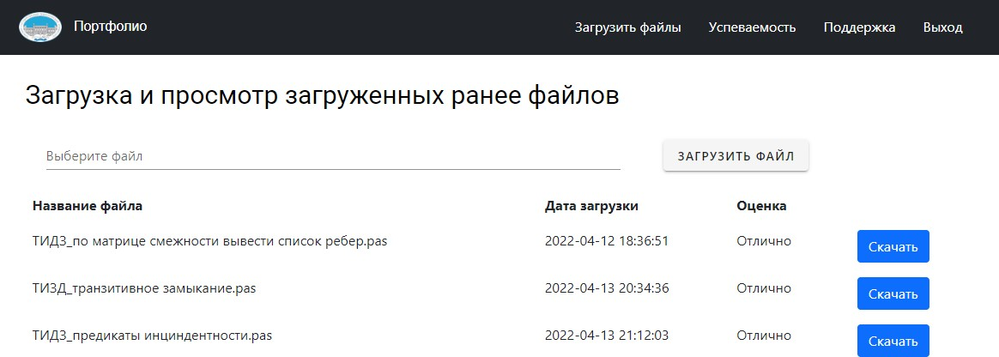 Портфолио Загрузить файлы Успеваемость Поддержка Выход
Загрузка и просмотр загруженных ранее файлов
Выберите файл ЗАГРУЗИТЬ ФАЙЛ
Название файла Дата загрузки Оценка
ТИДЗ_по матрице смежности вывести список ребер.pas 2022-04-12 18:36:51 Отлично Скачать
ТИЗД_транзитивное замыкание.pas 2022-04-13 20:34:36 Отлично Скачать
ТИДЗ_предикаты инциндентности.pas 2022-04-13 21:12:03 Отлично Скачать